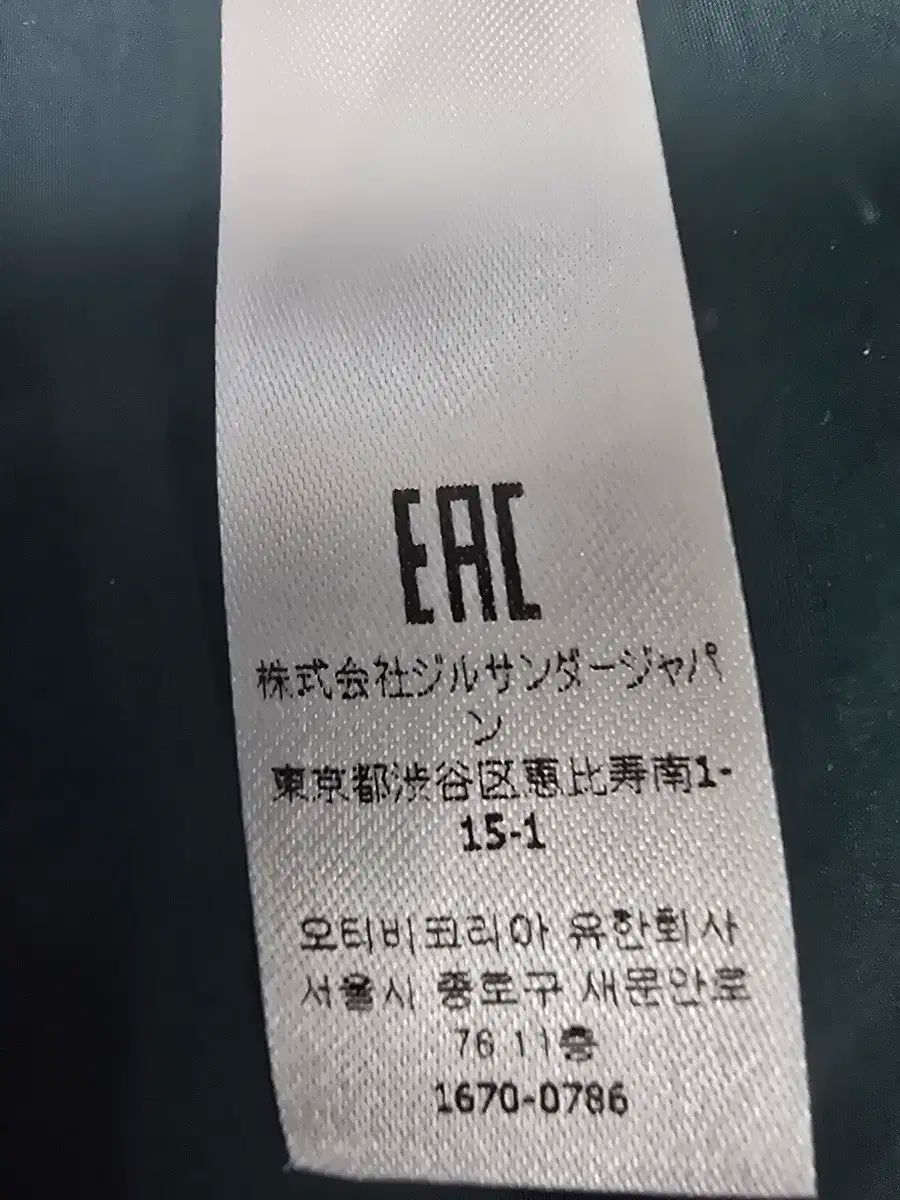 EAC
株式会社ジルサンダージャパ
ン
東京都渋谷区恵比寿南1-
15-1
오티비코리아 유한회사
서울시 종로구 새문안로
76 11층
1670-0786